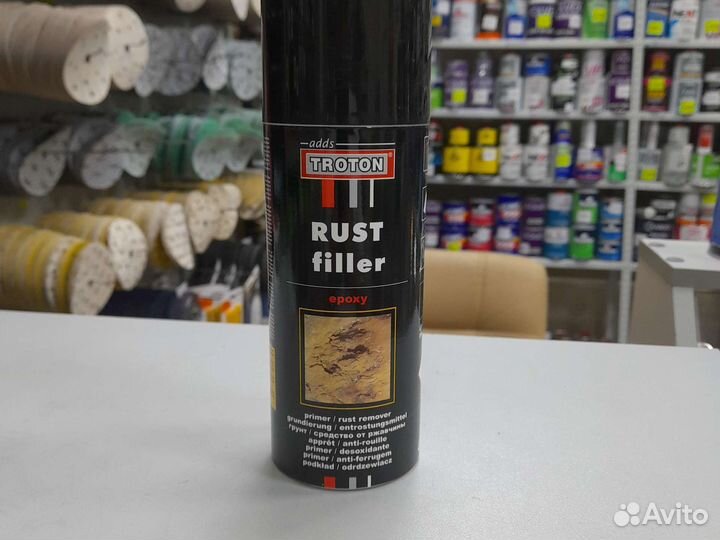 adds
TROTON
RUST
filler
epoxy
primer / rust remover
grundierung / entrostungsmittel
грунт / средство от ржавчины
apprêt / anti-rouille
primer / desoxidante
primer / anti-ferrugem
podkład / odrdzewiacz
Avito